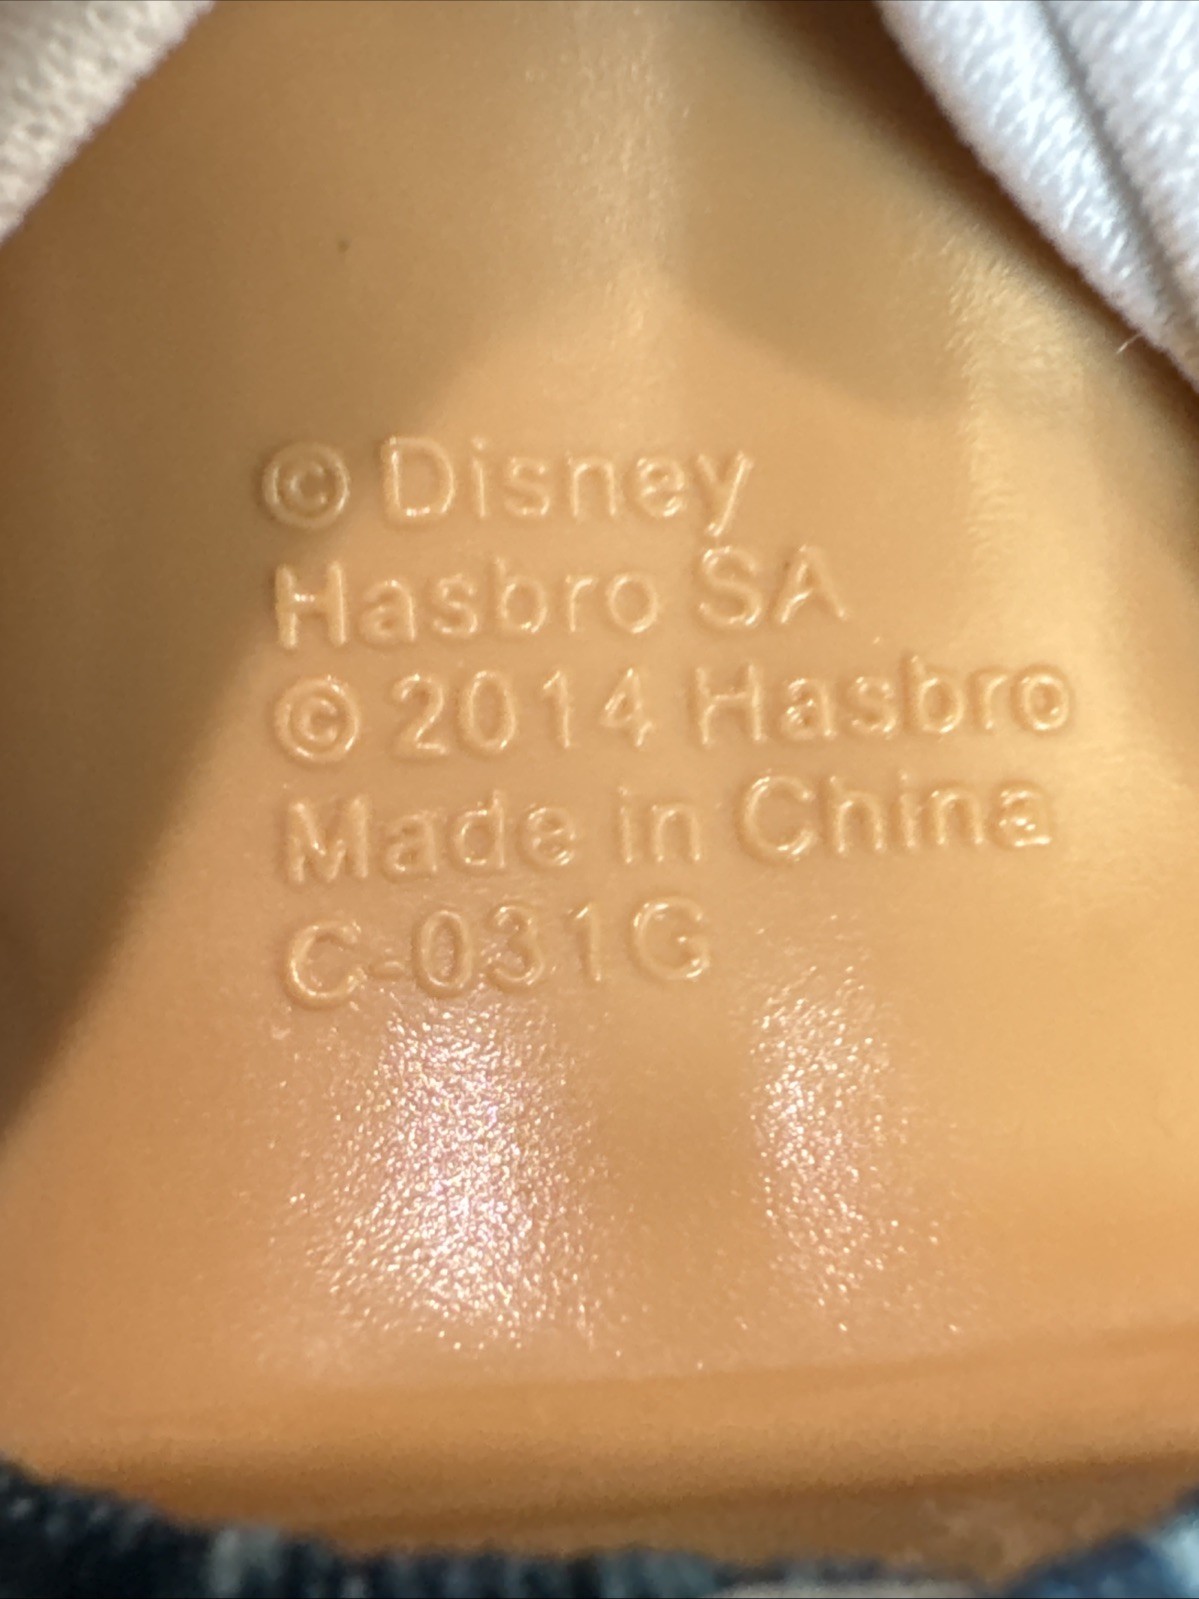 © Disney
Hasbro SA
© 2014 Hasbro
Made in China
C-031G